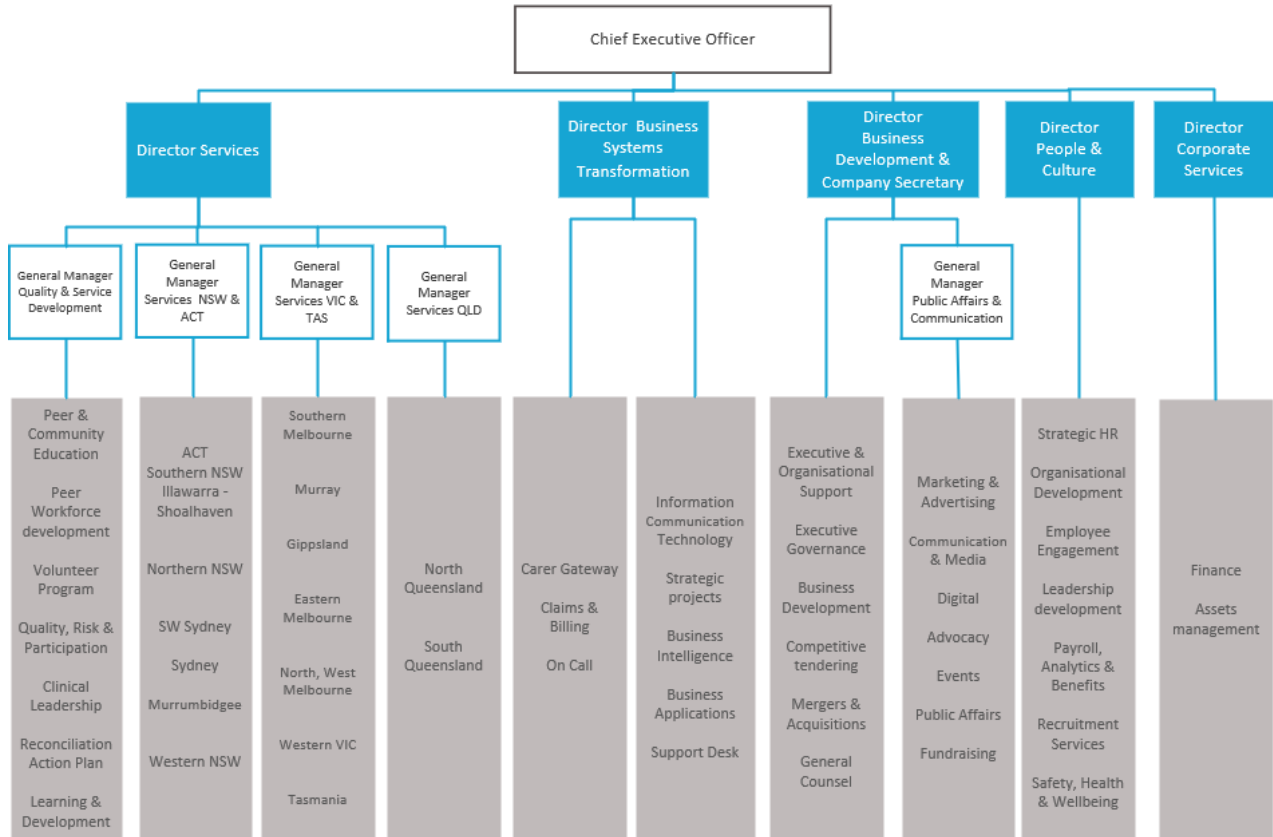 Chief Executive Officer
Director Services
Director Business
Systems
Transformation
Director
Business
Development &
Company Secretary
Director
People &
Culture
Director
Corporate
Services
General Manager
Quality & Service
Development
General
Manager
Services NSW &
ACT
General
Manager
Services VIC &
TAS
General
Manager
Services QLD
General
Manager
Public Affairs &
Communication
Peer &
Community
Education
Peer
Workforce
development
Volunteer
Program
Quality, Risk &
Participation
Clinical
Leadership
Reconciliation
Action Plan
Learning &
Development
ACT
Southern NSW
Illawarra -
Shoalhaven
Northern NSW
SW Sydney
Sydney
Murrumbidgee
Western NSW
Southern
Melbourne
Murray
Gippsland
Eastern
Melbourne
North, West
Melbourne
Western VIC
Tasmania
North
Queensland
South
Queensland
Carer Gateway
Claims &
Billing
On Call
Information
Communication
Technology
Strategic
projects
Business
Intelligence
Business
Applications
Support Desk
Executive &
Organisational
Support
Executive
Governance
Business
Development
Competitive
tendering
Mergers &
Acquisitions
General
Counsel
Marketing &
Advertising
Communication
& Media
Digital
Advocacy
Events
Public Affairs
Fundraising
Strategic HR
Organisational
Development
Employee
Engagement
Leadership
development
Payroll,
Analytics &
Benefits
Recruitment
Services
Safety, Health
& Wellbeing
Finance
Assets
management